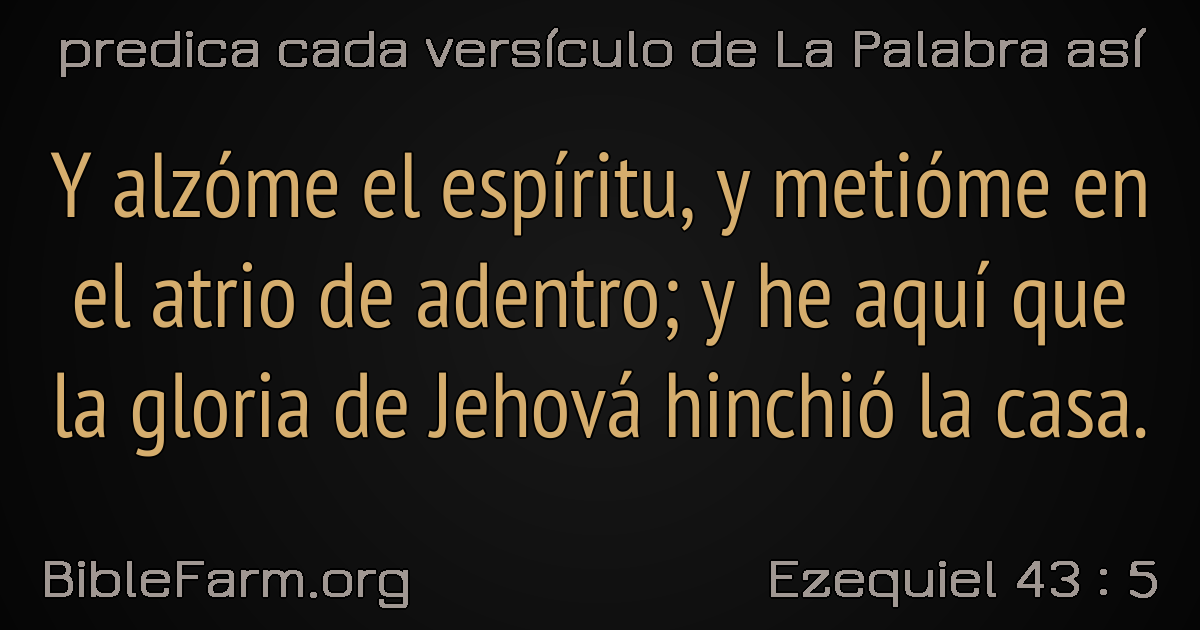 predica cada versículo de La Palabra así
Y alzóme el espíritu, y metióme en
el atrio de adentro; y he aquí que
la gloria de Jehová hinchió la casa.
BibleFarm.org
Ezequiel 43 : 5